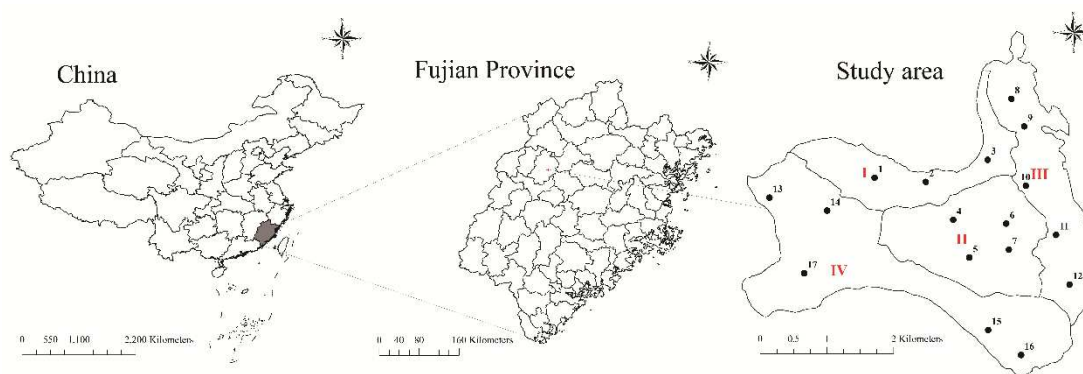 China
Fujian Province
Study area
8
9
3
I
1
2
10
III
13
14
4
6
II
5
7
11
IV
17
12
15
16
0 550 1,100 2,200 Kilometers
0 40 80 160 Kilometers
0 0.5 1 2 Kilometers